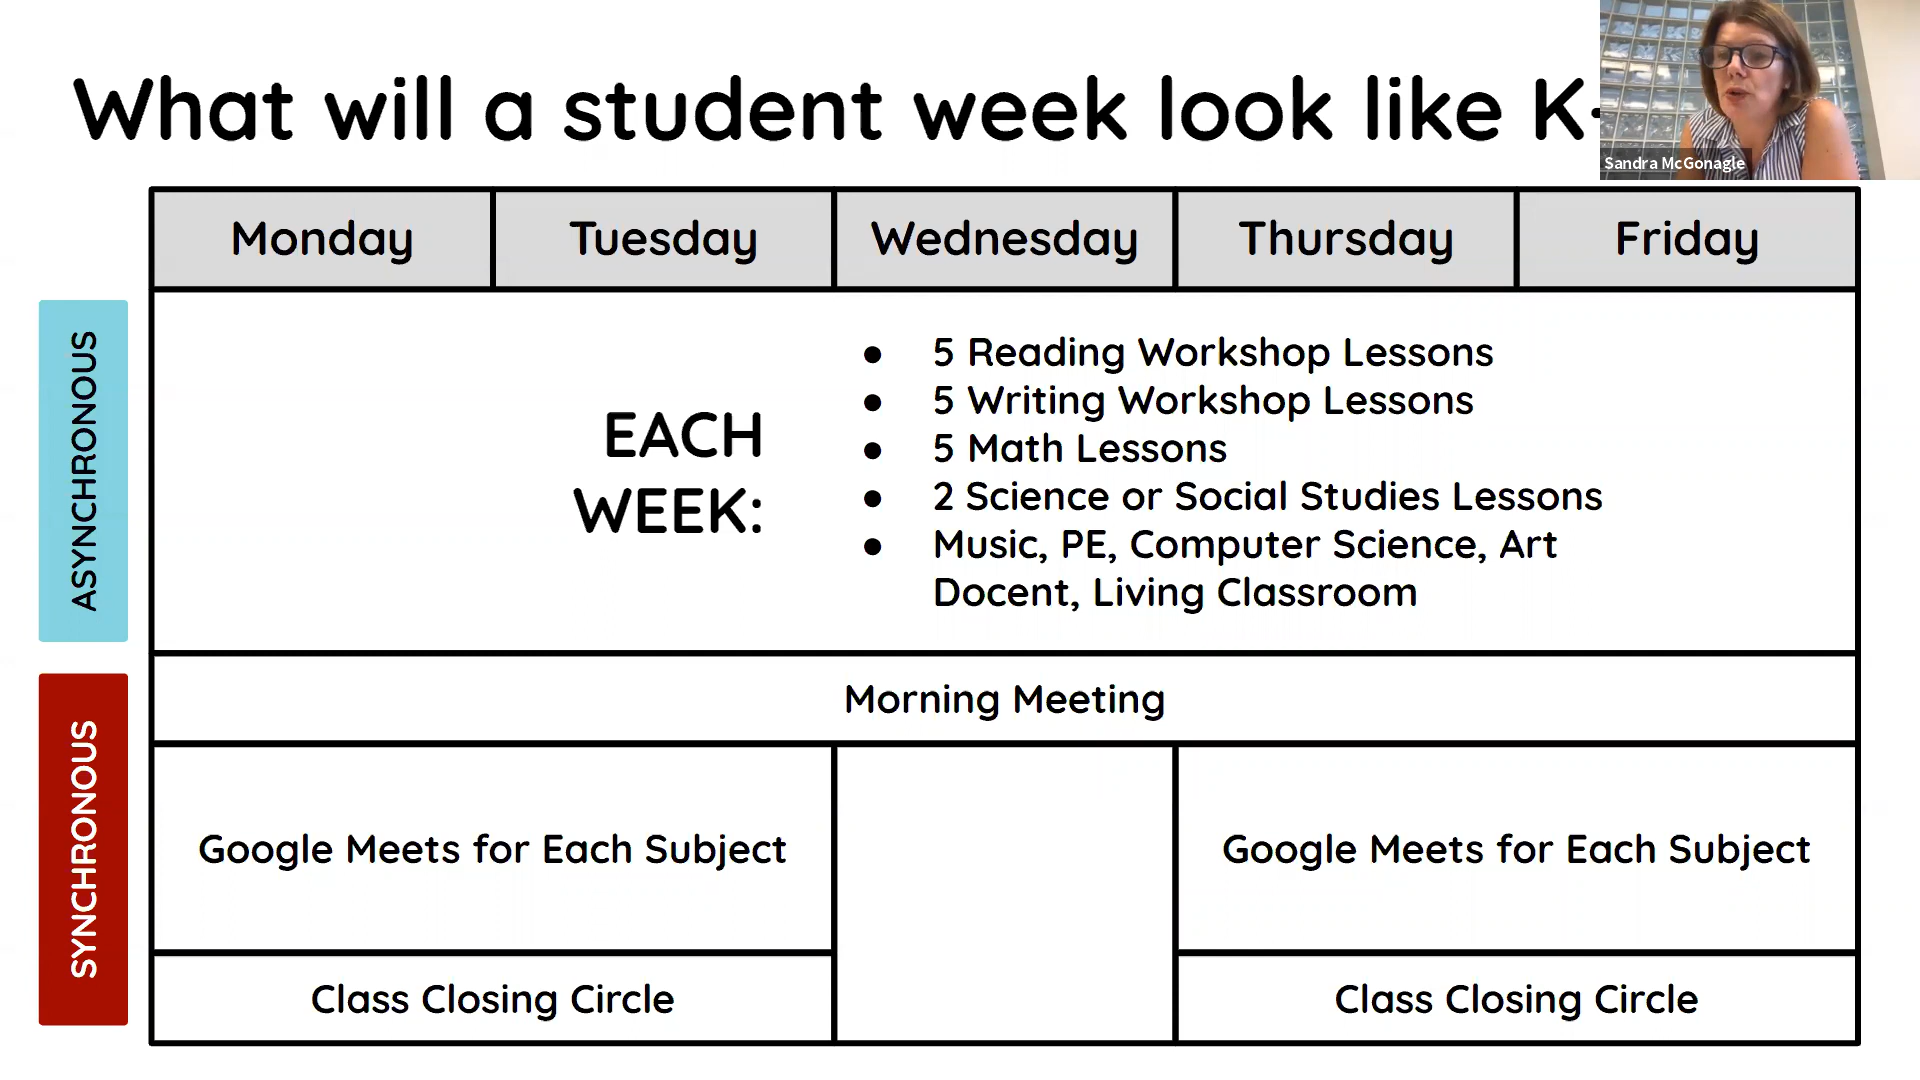 What will a student week look like K-
Sandra McGonagle
Monday Tuesday Wednesday Thursday Friday
ASYNCHRONOUS
EACH
WEEK:
● 5 Reading Workshop Lessons
● 5 Writing Workshop Lessons
● 5 Math Lessons
● 2 Science or Social Studies Lessons
● Music, PE, Computer Science, Art
Docent, Living Classroom
SYNCHRONOUS
Morning Meeting
Google Meets for Each Subject
Google Meets for Each Subject
Class Closing Circle
Class Closing Circle